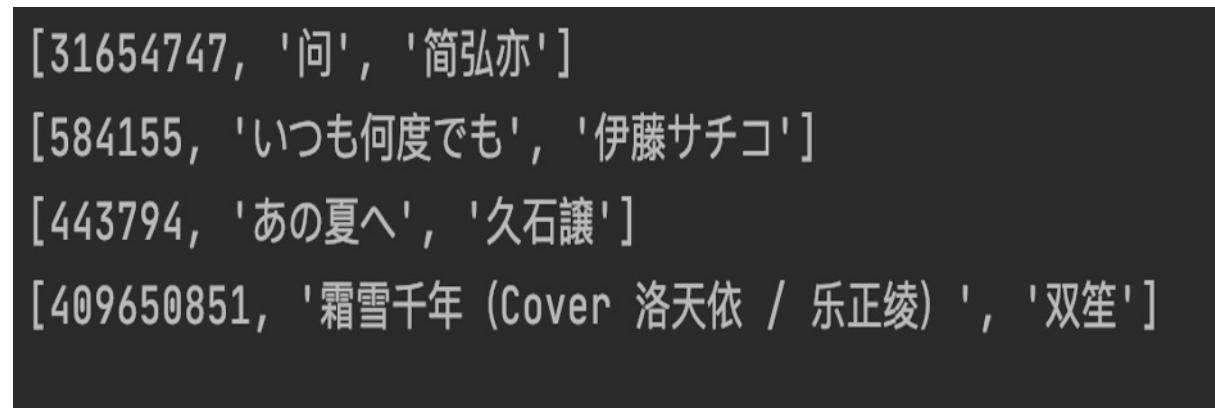 [31654747, '问', '简弘亦']
[584155, 'いつも何度でも', '伊藤サチコ']
[443794, 'あの夏へ', '久石譲']
[409650851, '霜雪千年（Cover 洛天依 / 乐正绫）', '双笙']